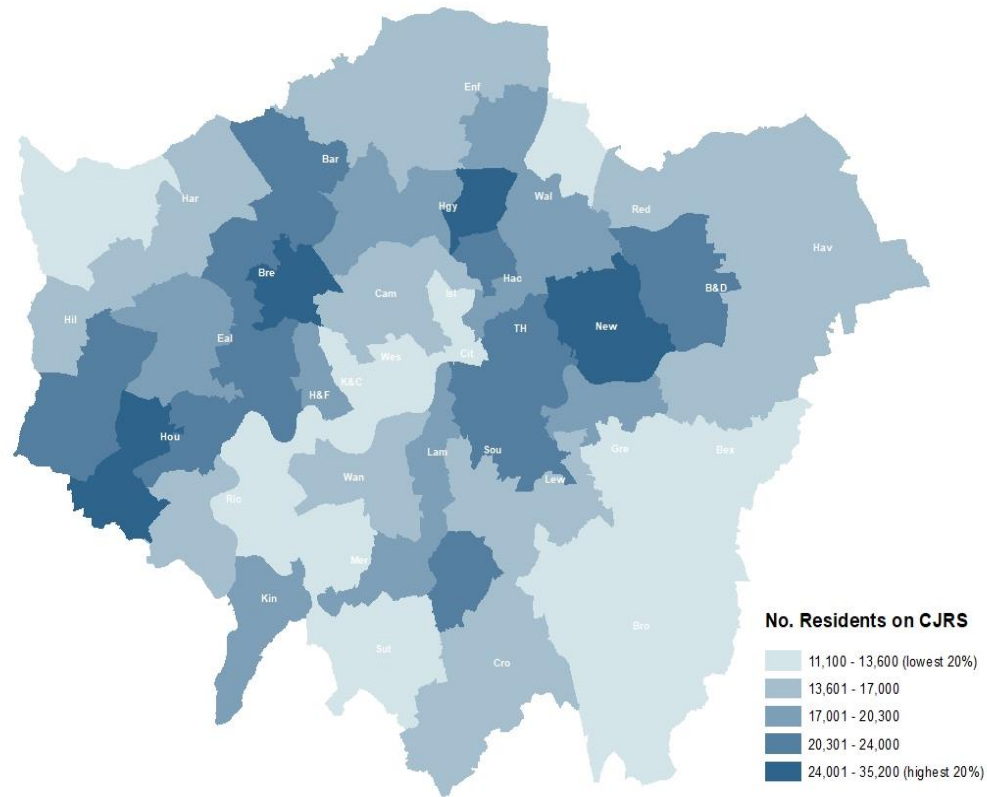 Enf
Bar
Hgy
Wal
Har
Red
Hav
Bre
Hac
B&D
Cam
Isl
Hil
TH
New
Eal
Wes
Cit
K&C
H&F
Hou
Lam
Sou
Gre
Bex
Wan
Lew
Ric
Mer
Kin
Bro
Sut
Cro
No. Residents on CJRS
11,100 - 13,600 (lowest 20%)
13,601 - 17,000
17,001 - 20,300
20,301 - 24,000
24,001 - 35,200 (highest 20%)